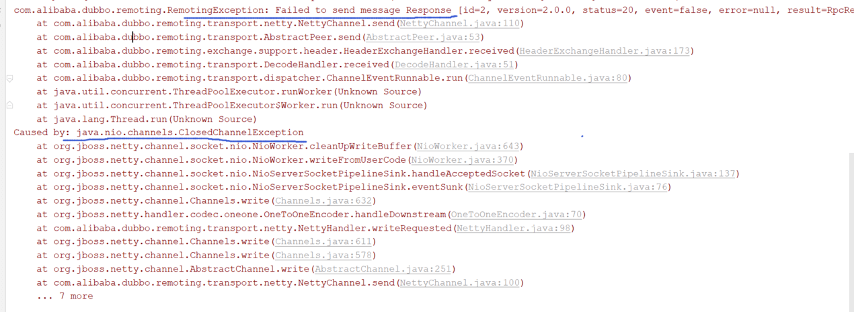 com.alibaba.dubbo.remoting.RemotingException: Failed to send message Response [id=2, version=2.0.0, status=20, event=false, error=null, result=RpcRe
at com.alibaba.dubbo.remoting.transport.netty.NettyChannel.send(NettyChannel.java:110)
at com.alibaba.dubbo.remoting.transport.AbstractPeer.send(AbstractPeer.java:53)
at com.alibaba.dubbo.remoting.exchange.support.header.HeaderExchangeHandler.received(HeaderExchangeHandler.java:173)
at com.alibaba.dubbo.remoting.transport.DecodeHandler.received(DecodeHandler.java:51)
at com.alibaba.dubbo.remoting.transport.dispatcher.ChannelEventRunnable.run(ChannelEventRunnable.java:80)
at java.util.concurrent.ThreadPoolExecutor.runWorker(Unknown Source)
at java.util.concurrent.ThreadPoolExecutor$Worker.run(Unknown Source)
at java.lang.Thread.run(Unknown Source)
Caused by: java.nio.channels.ClosedChannelException
at org.jboss.netty.channel.socket.nio.NioWorker.cleanUpWriteBuffer(NioWorker.java:643)
at org.jboss.netty.channel.socket.nio.NioWorker.writeFromUserCode(NioWorker.java:370)
at org.jboss.netty.channel.socket.nio.NioServerSocketPipelineSink.handleAcceptedSocket(NioServerSocketPipelineSink.java:137)
at org.jboss.netty.channel.socket.nio.NioServerSocketPipelineSink.eventSunk(NioServerSocketPipelineSink.java:76)
at org.jboss.netty.channel.Channels.write(Channels.java:632)
at org.jboss.netty.handler.codec.oneone.OneToOneEncoder.handleDownstream(OneToOneEncoder.java:70)
at com.alibaba.dubbo.remoting.transport.netty.NettyHandler.writeRequested(NettyHandler.java:98)
at org.jboss.netty.channel.Channels.write(Channels.java:611)
at org.jboss.netty.channel.Channels.write(Channels.java:578)
at org.jboss.netty.channel.AbstractChannel.write(AbstractChannel.java:251)
at com.alibaba.dubbo.remoting.transport.netty.NettyChannel.send(NettyChannel.java:100)
... 7 more